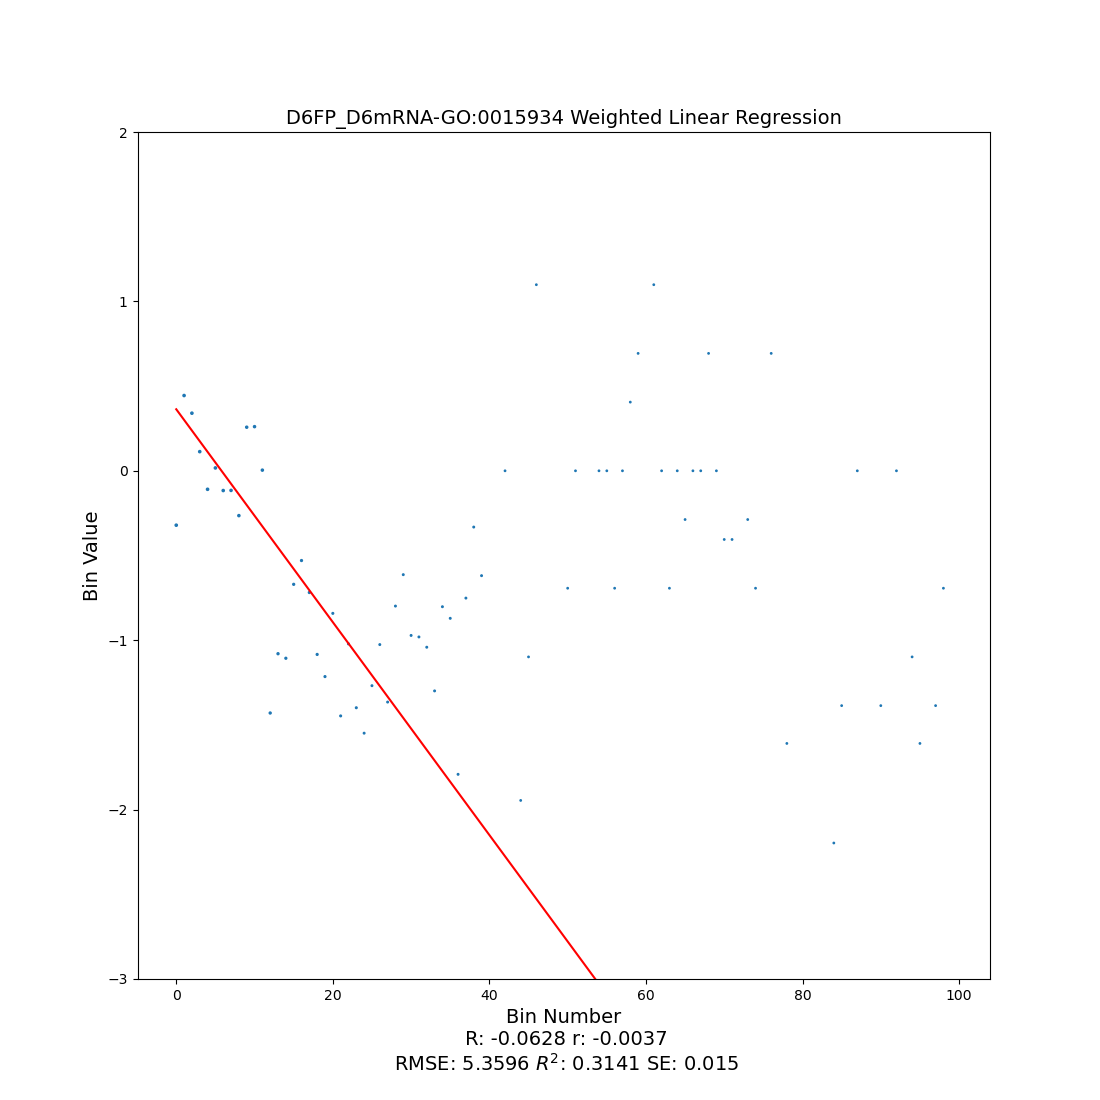 D6FP_D6mRNA-GO:0015934 Weighted Linear Regression
2
1
0
−1
−2
−3
Bin Value
0 20 40 60 80 100
Bin Number
R: -0.0628 r: -0.0037
RMSE: 5.3596 R²: 0.3141 SE: 0.015